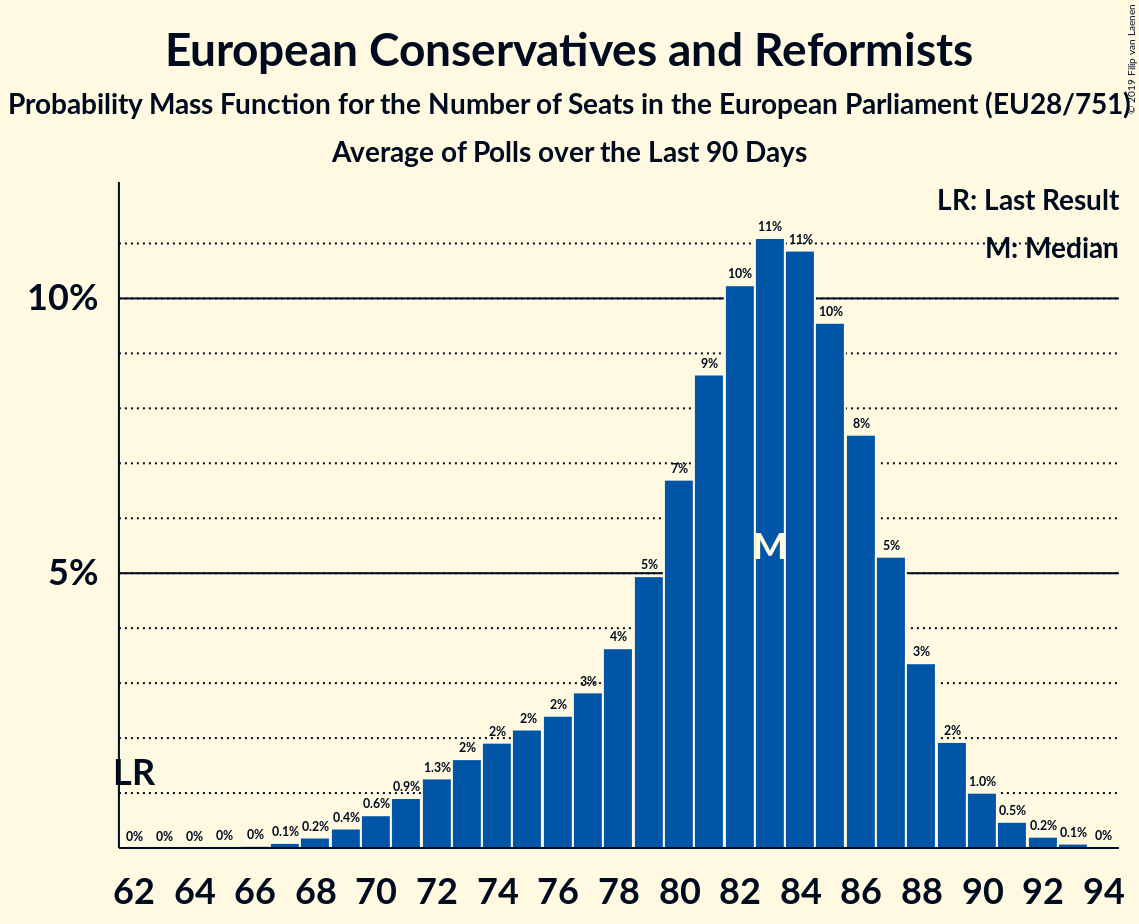 European Conservatives and Reformists
Probability Mass Function for the Number of Seats in the European Parliament (EU28/751)
Average of Polls over the Last 90 Days
© 2019 Filip van Laenen
LR: Last Result
M: Median
10%
5%
LR
M
0% 0% 0% 0% 0% 0.1% 0.2% 0.4% 0.6% 0.9% 1.3% 2% 2% 2% 2% 3% 4% 5% 7% 9% 10% 11% 11% 10% 8% 5% 3% 2% 1.0% 0.5% 0.2% 0.1% 0%
62 64 66 68 70 72 74 76 78 80 82 84 86 88 90 92 94